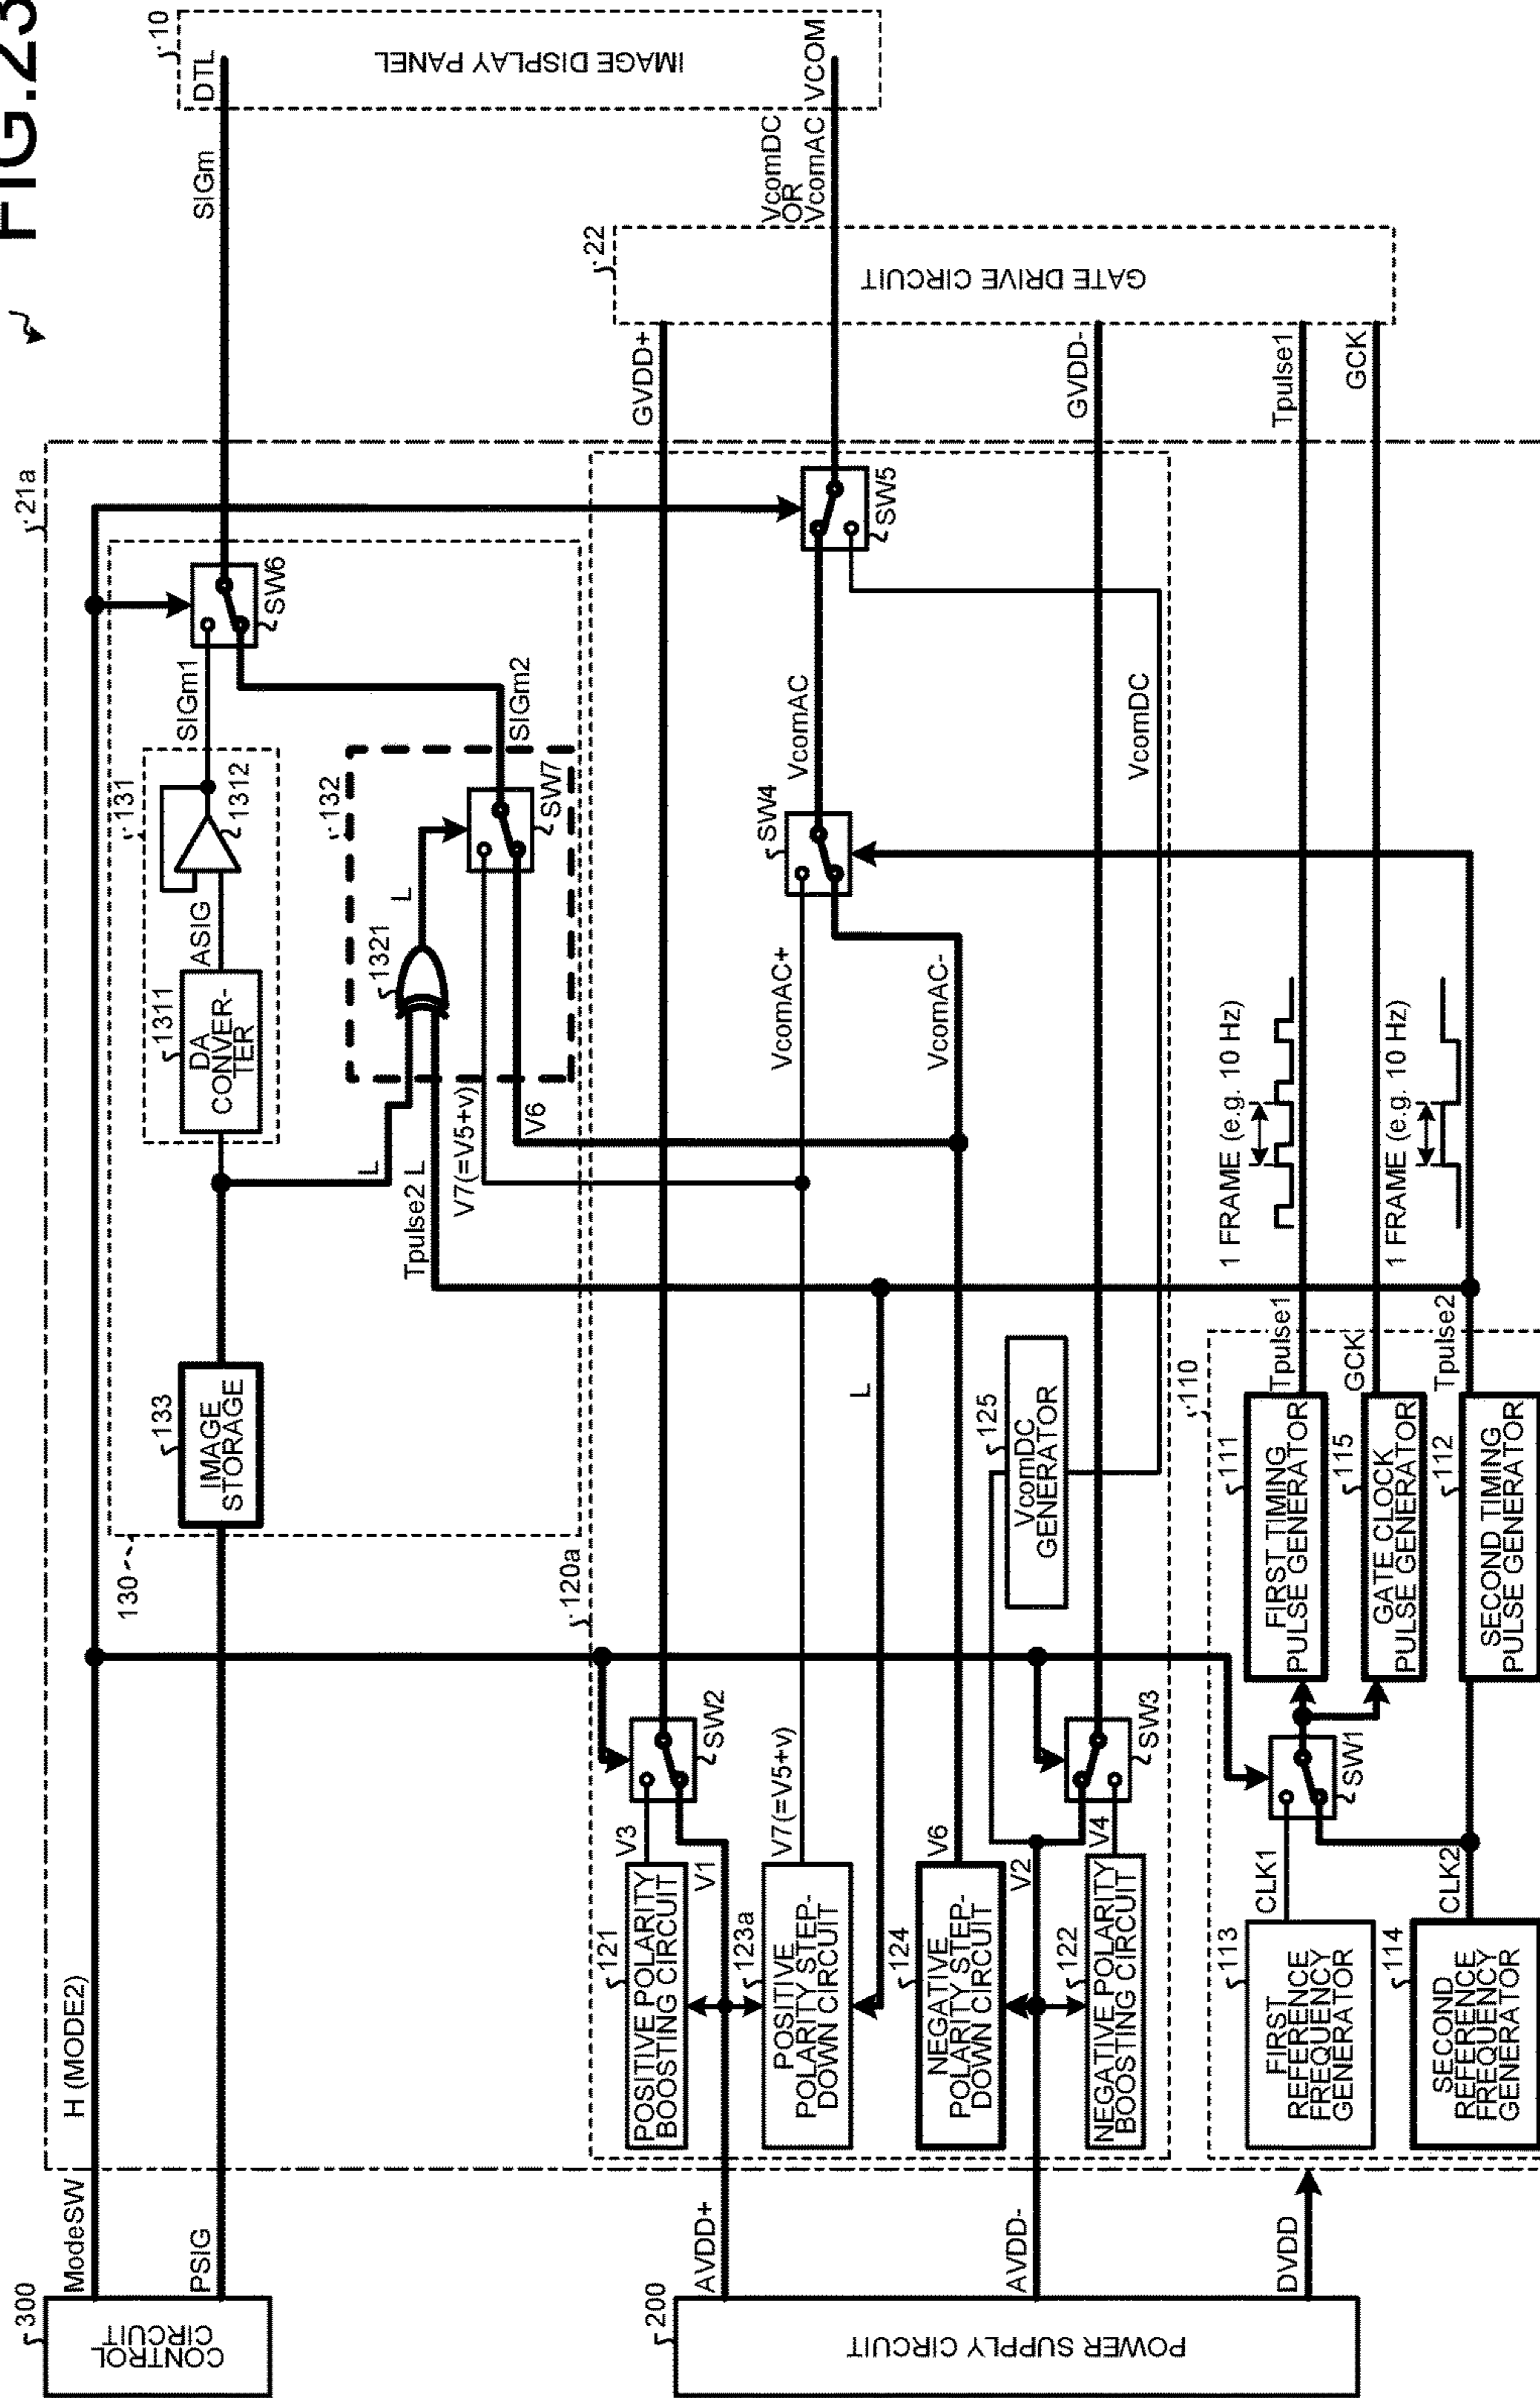 FIG.23
300
CONTROL
CIRCUIT
ModeSW
H (MODE2)
PSIG
21a
10
DTL
IMAGE DISPLAY PANEL
VCOM
SIGm
VcomDC
OR
VcomAC
130
133
IMAGE
STORAGE
131
1311
DA
CONVER-
TER
ASIG
1312
SIGm1
SW6
132
1321
L
L
Tpulse2 L
V7(=V5+v)
V6
SW7
SIGm2
22
GATE DRIVE CIRCUIT
GVDD+
GVDD-
Tpulse1
GCK
200
POWER SUPPLY CIRCUIT
AVDD+
AVDD-
DVDD
120a
121
POSITIVE POLARITY
BOOSTING CIRCUIT
V3
V1
SW2
123a
POSITIVE
POLARITY STEP-
DOWN CIRCUIT
V7(=V5+v)
L
124
NEGATIVE
POLARITY STEP-
DOWN CIRCUIT
V6
V2
122
NEGATIVE POLARITY
BOOSTING CIRCUIT
V4
SW3
125
VcomDC
GENERATOR
VcomAC+
VcomAC-
SW4
VcomAC
VcomDC
SW5
110
113
FIRST
REFERENCE
FREQUENCY
GENERATOR
CLK1
114
SECOND
REFERENCE
FREQUENCY
GENERATOR
CLK2
SW1
111
FIRST TIMING
PULSE GENERATOR
Tpulse1
115
GATE CLOCK
PULSE GENERATOR
GCK
112
SECOND TIMING
PULSE GENERATOR
Tpulse2
1 FRAME (e.g. 10 Hz)
1 FRAME (e.g. 10 Hz)